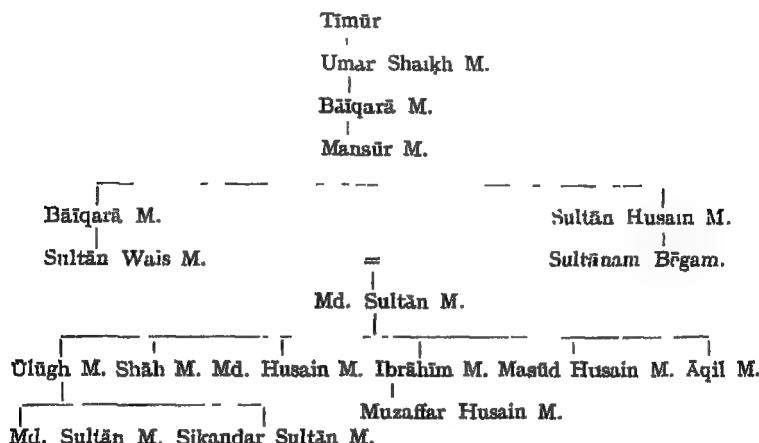 Tīmūr
Umar Shaikh M.
Bāīqarā M.
Mansūr M.
Bāīqarā M. Sultān Husain M.
Sultān Wais M. = Sultānam Bēgam.
Md. Sultān M.
Ūlūgh M. Shāh M. Md. Husain M. Ibrāhīm M. Masūd Husain M. Āqil M.
Muzaffar Husain M.
Md. Sultān M. Sikandar Sultān M.